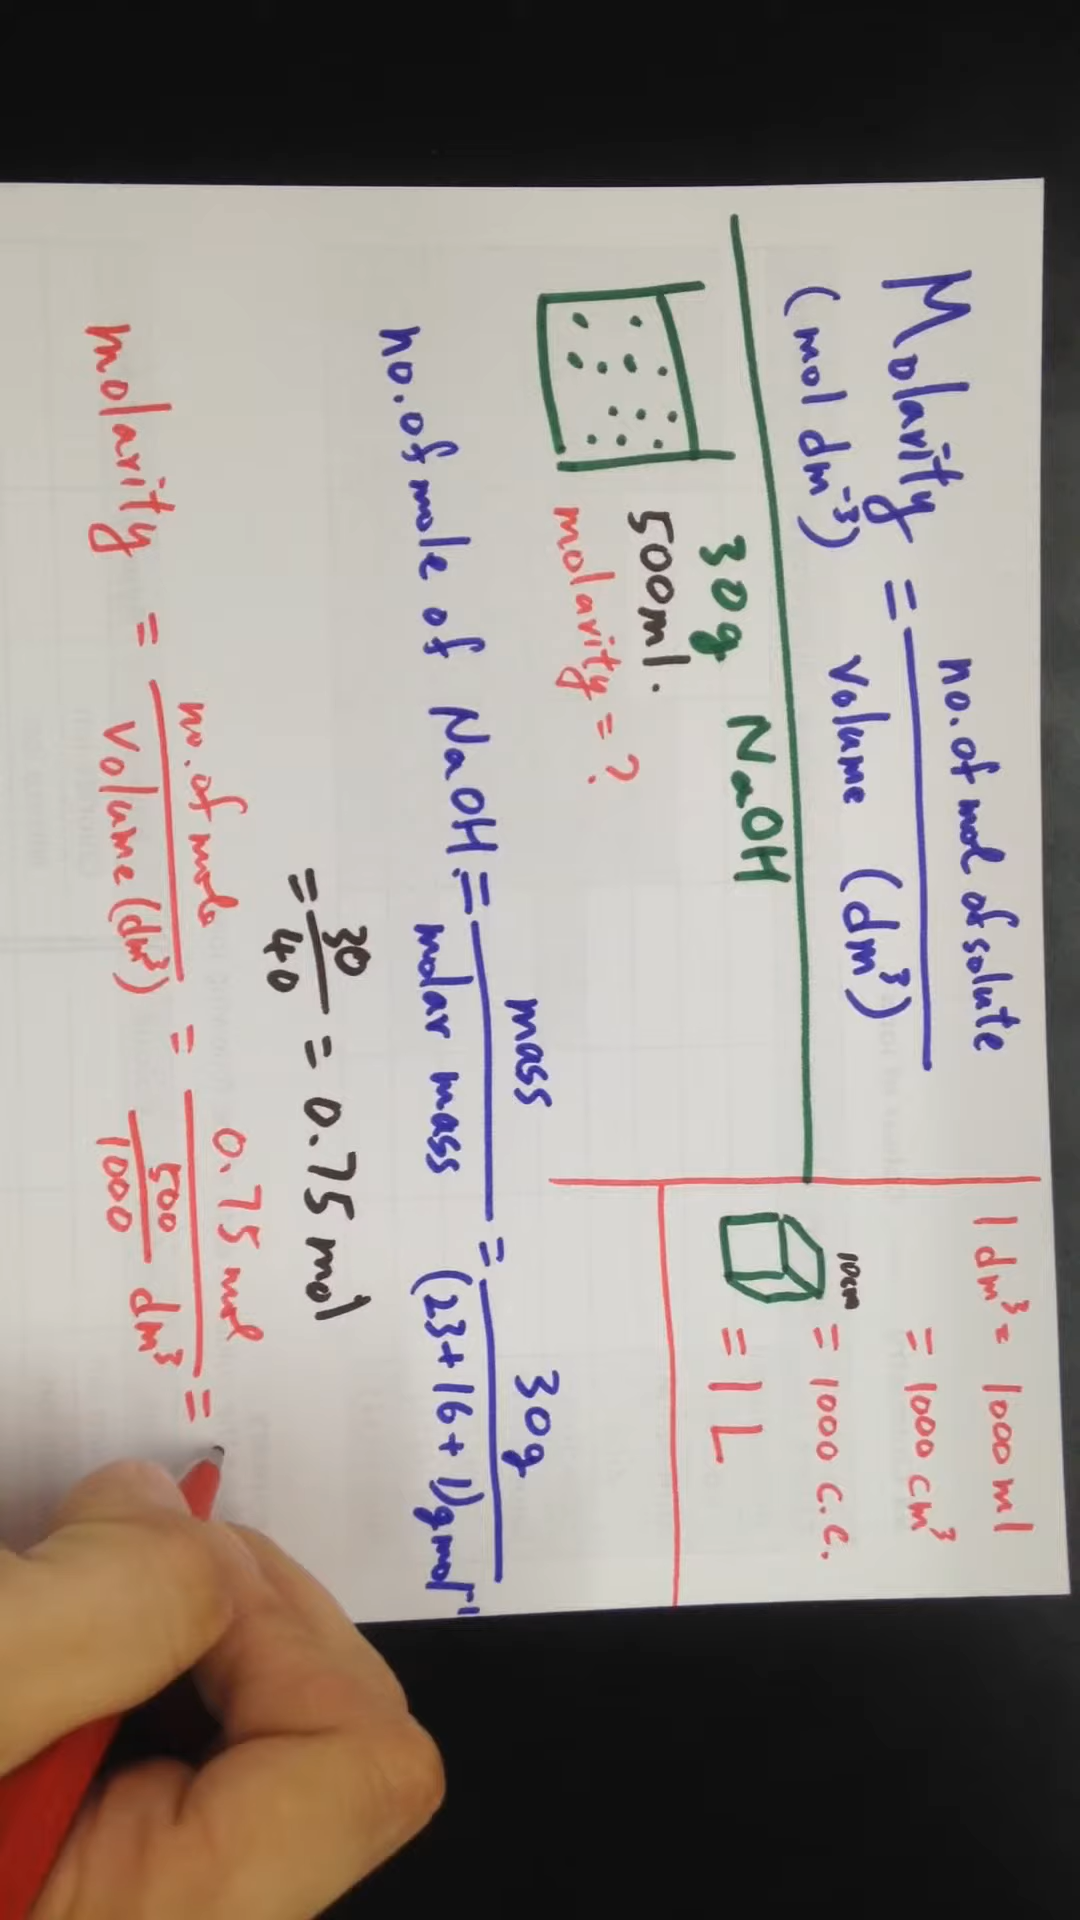 Molarity = no. of mol of solute
(mol dm⁻³) volume (dm³)
1 dm³ = 1000 ml
= 1000 cm³
10cm = 1000 c.c.
= 1 L
30g NaOH
500ml.
molarity = ?
no. of mole of NaOH = mass = 30g
molar mass (23+16+1)gmol⁻¹
= 30 = 0.75 mol
40
molarity = no. of mole = 0.75 mol =
volume (dm³) 500
1000 dm³